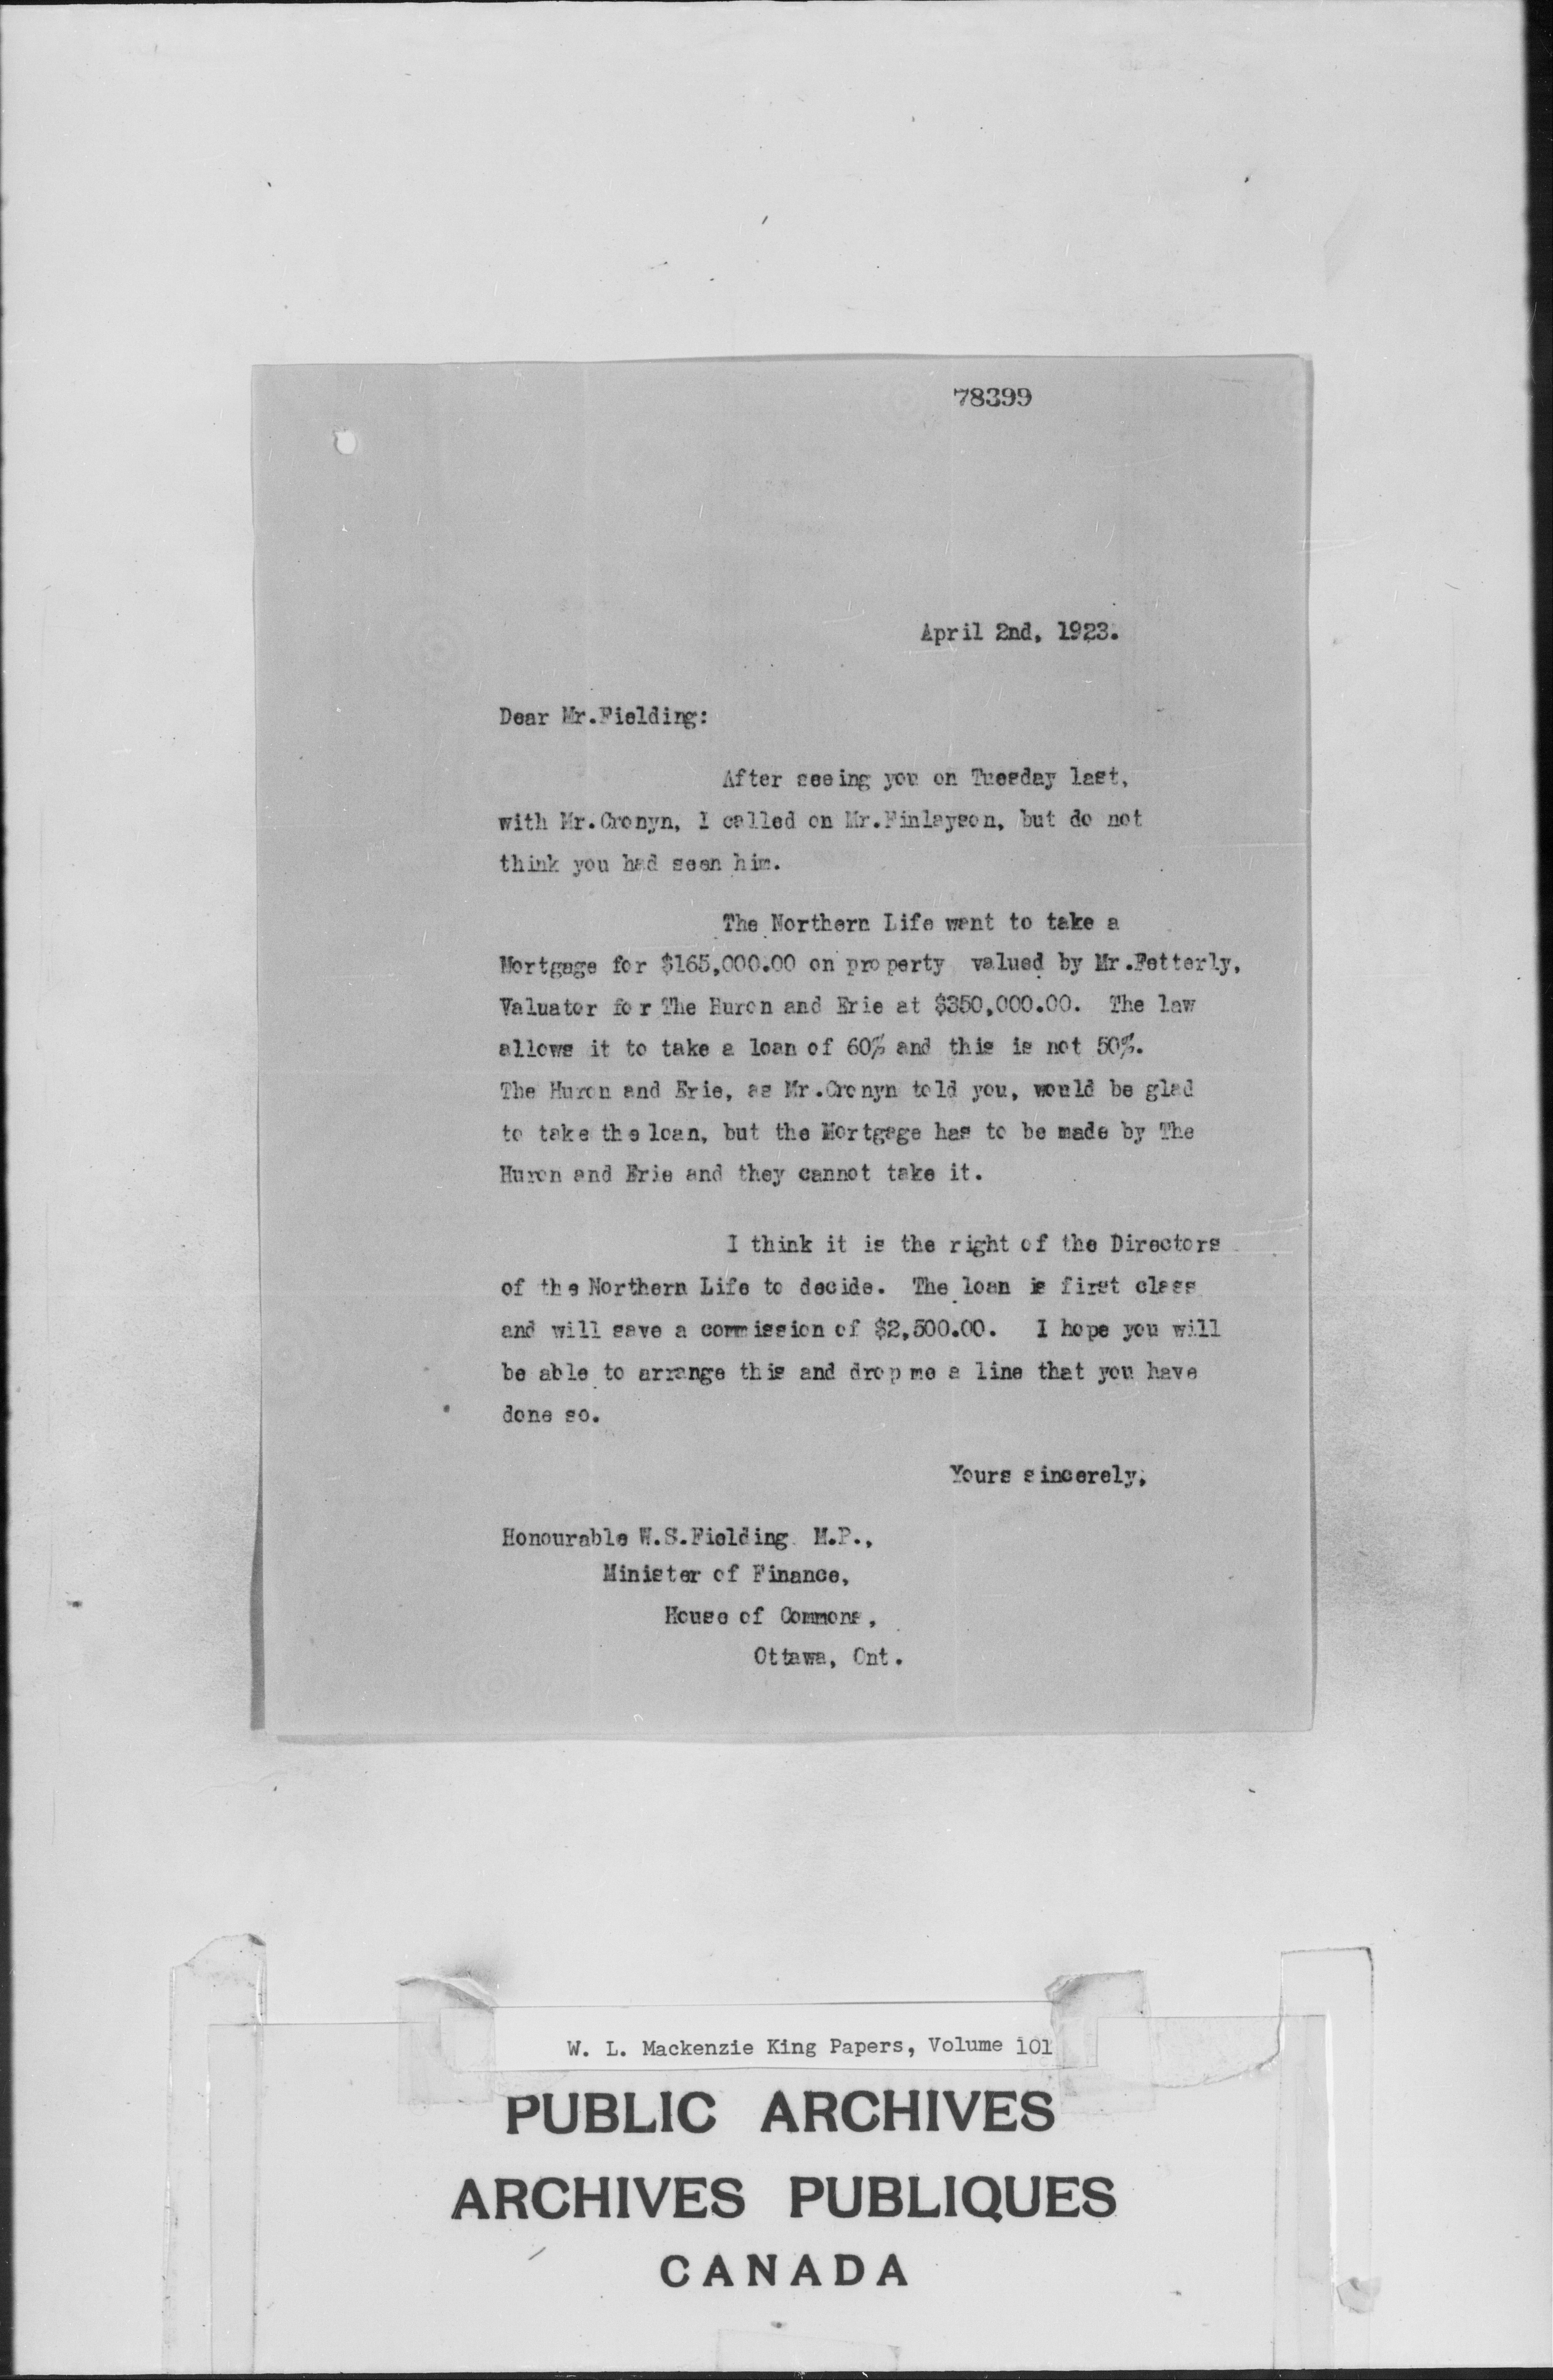 78399
April 2nd, 1923.
Dear Mr.Fielding:
After seeing you on Tuesday last,
with Mr.Cronyn, I called on Mr.Finlayson, but do not
think you had seen him.
The Northern Life want to take a
Mortgage for $165,000.00 on property valued by Mr.Fetterly,
Valuator for The Huron and Erie at $350,000.00. The law
allows it to take a loan of 60% and this is not 50%.
The Huron and Erie, as Mr.Cronyn told you, would be glad
to take the loan, but the Mortgage has to be made by The
Huron and Erie and they cannot take it.
I think it is the right of the Directors
of the Northern Life to decide. The loan is first class
and will save a commission of $2,500.00. I hope you will
be able to arrange this and drop me a line that you have
done so.
Yours sincerely,
Honourable W.S.Fielding M.P.,
Minister of Finance,
House of Commons,
Ottawa, Ont.
W. L. Mackenzie King Papers, Volume 101
PUBLIC ARCHIVES
ARCHIVES PUBLIQUES
CANADA